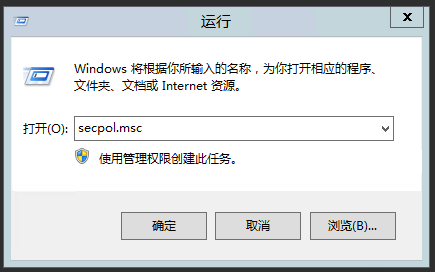 运行
x
Windows 将根据你所输入的名称，为你打开相应的程序、
文件夹、文档或 Internet 资源。
打开(O): secpol.msc
使用管理权限创建此任务。
确定 取消 浏览(B)...